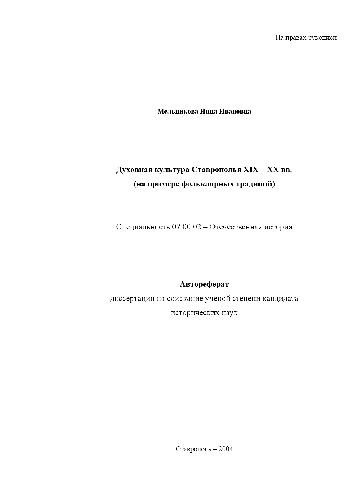 На правах рукописи
Мельникова Инна Ивановна
Духовная культура Ставрополья XIX – XX вв.
(на примере фольклорных традиций)
Специальность 07.00.02 – Отечественная история
Автореферат
диссертации на соискание ученой степени кандидата
исторических наук
Ставрополь – 2004